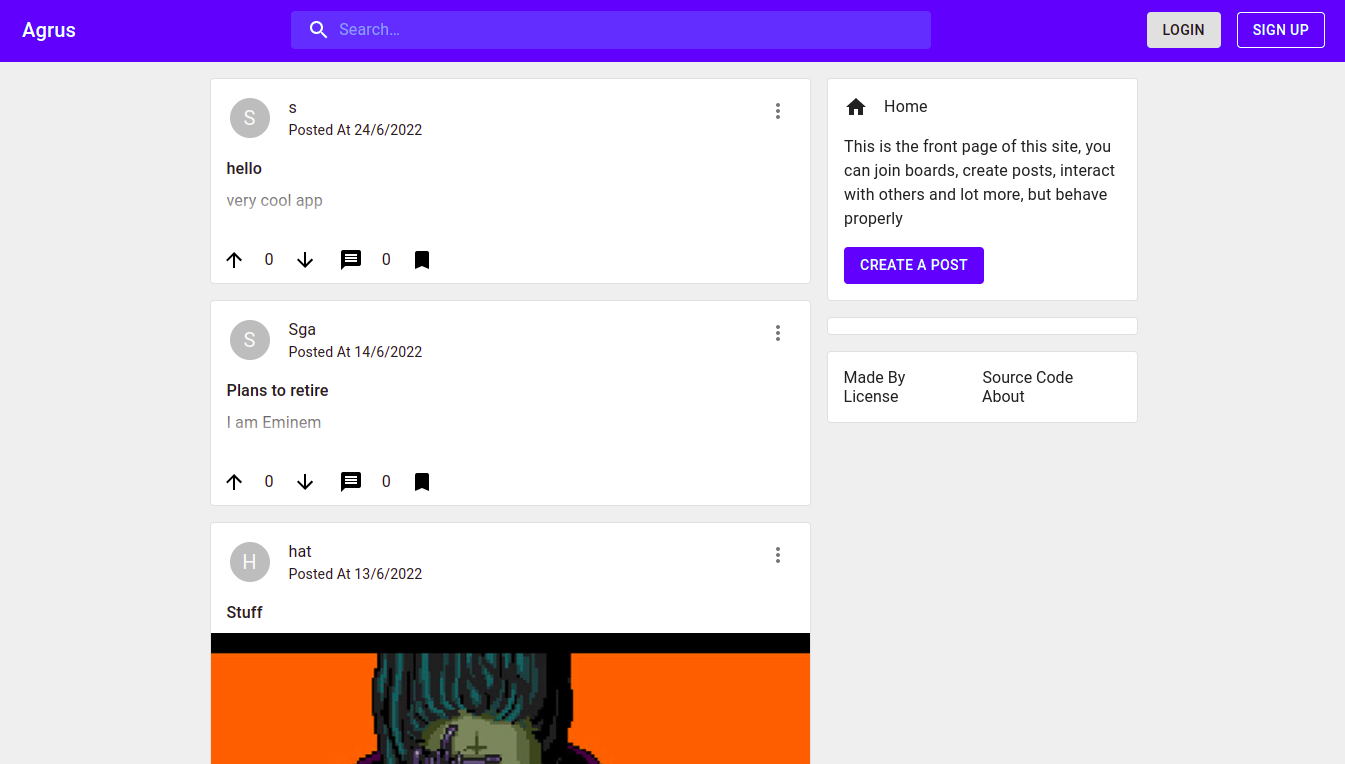 Agrus
Search…
LOGIN
SIGN UP
S
s
Posted At 24/6/2022
hello
very cool app
0
0
S
Sga
Posted At 14/6/2022
Plans to retire
I am Eminem
0
0
H
hat
Posted At 13/6/2022
Stuff
Home
This is the front page of this site, you
can join boards, create posts, interact
with others and lot more, but behave
properly
CREATE A POST
Made By
Source Code
License
About